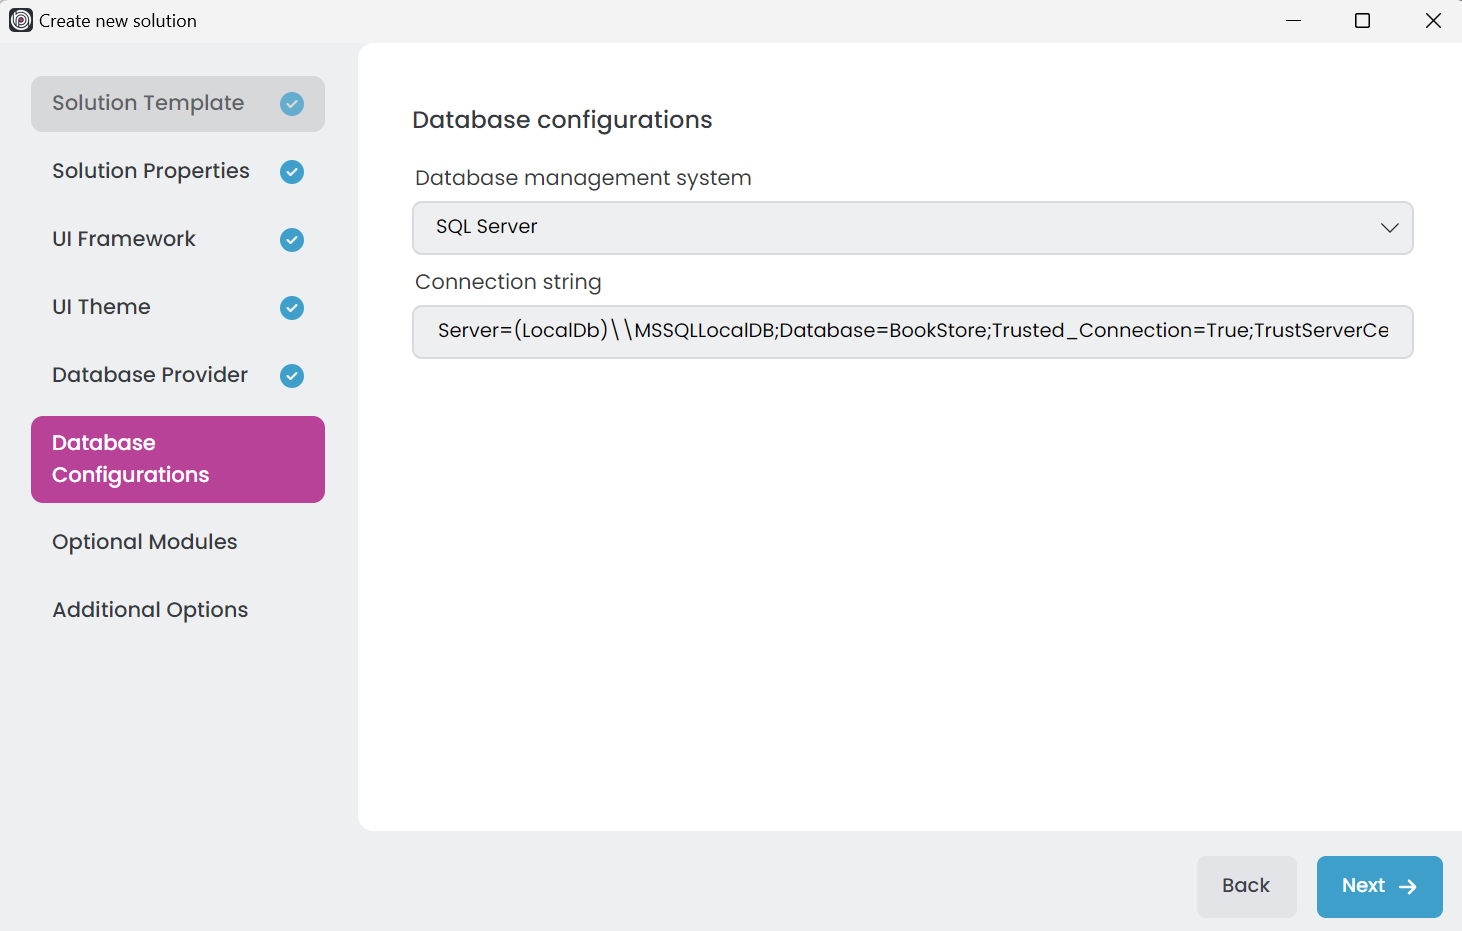 Create new solution
Solution Template
Solution Properties
UI Framework
UI Theme
Database Provider
Database
Configurations
Optional Modules
Additional Options
Database configurations
Database management system
SQL Server
Connection string
Server=(LocalDb)\\MSSQLLocalDB;Database=BookStore;Trusted_Connection=True;TrustServerCe
Back
Next